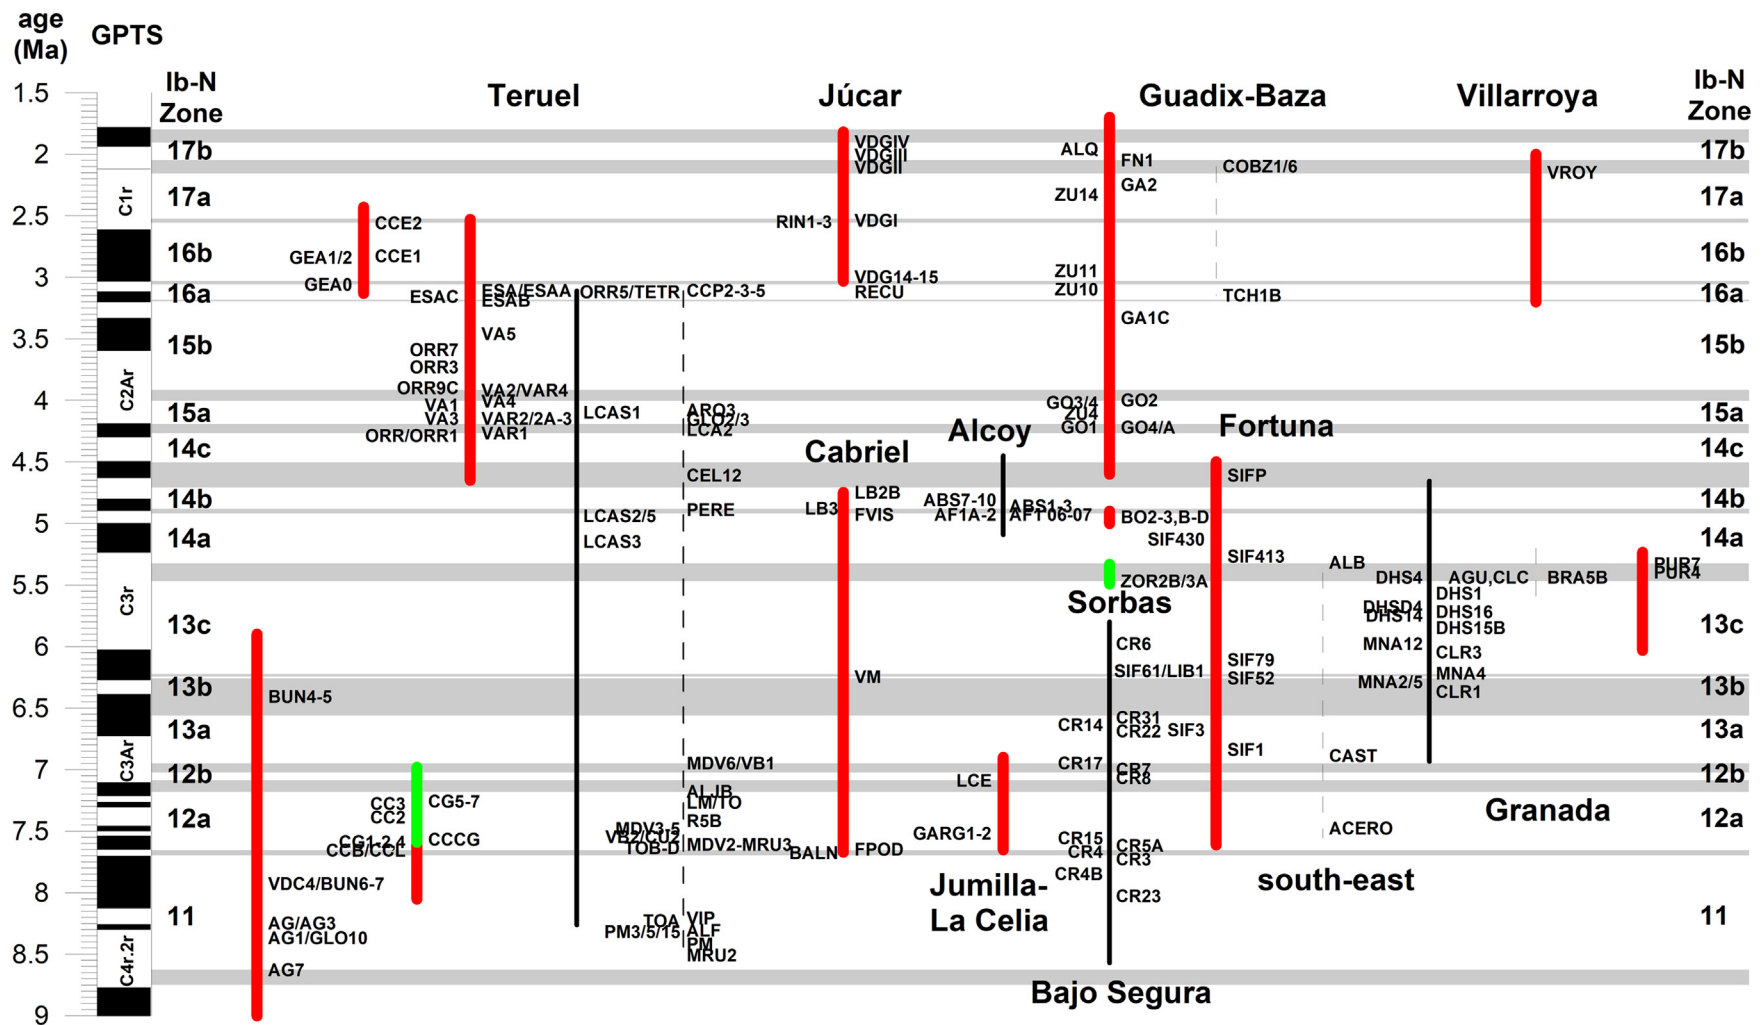 age
(Ma)
GPTS
Ib-N
Zone
Teruel
Júcar
Guadix-Baza
Villarroya
Ib-N
Zone
1.5
2
2.5
3
3.5
4
4.5
5
5.5
6
6.5
7
7.5
8
8.5
9
C1r
C2Ar
C3r
C3Ar
C4r.2r
17b
17a
16b
16a
15b
15a
14c
14b
14a
13c
13b
13a
12b
12a
11
BUN4-5
VDC4/BUN6-7
AG/AG3
AG1/GLO10
AG7
CCE2
GEA1/2
CCE1
GEA0
CC3
CG5-7
CC2
CG1-2,4
CCCG
CCB/CCL
ESAC
ESA/ESAA
ESAB
VA5
ORR7
ORR3
ORR9C
VA2/VAR4
VA1
VA4
VA3
VAR2/2A-3
ORR/ORR1
VAR1
ORR5/TETR
CCP2-3-5
LCAS1
ARQ3
GLO2/3
LCA2
CEL12
PERE
LCAS2/5
LCAS3
MDV6/VB1
ALJB
LM/TO
R5B
MDV3-5
VB2/CU2
MDV2-MRU3
TOB-D
TOA
VIP
PM3/5/15
ALF
PM
MRU2
VDGIV
VDGIII
VDGII
RIN1-3
VDGI
VDG14-15
RECU
Cabriel
LB2B
LB3
FVIS
VM
BALN
FPOD
Alcoy
ABS7-10
ABS1-3
AF1A-2
AFT06-07
LCE
GARG1-2
Jumilla-
La Celia
ALQ
FN1
COBZ1/6
GA2
ZU14
ZU11
ZU10
TCH1B
GA1C
GO3/4
GO2
ZU4
GO1
GO4/A
BO2-3,B-D
ZOR2B/3A
Sorbas
CR6
SIF61/LIB1
CR14
CR31
CR22
CR17
CR7
CR8
CR15
CR5A
CR4
CR3
CR4B
CR23
Bajo Segura
Fortuna
SIFP
SIF430
SIF413
SIF79
SIF52
SIF3
SIF1
south-east
ALB
CAST
ACERO
DHS4
AGU,CLC
DHS1
DHSD4
DHS16
DHS14
DHS15B
MNA12
CLR3
MNA4
MNA2/5
CLR1
Granada
VROY
BRA5B
PUR7
PUR4
17b
17a
16b
16a
15b
15a
14c
14b
14a
13c
13b
13a
12b
12a
11